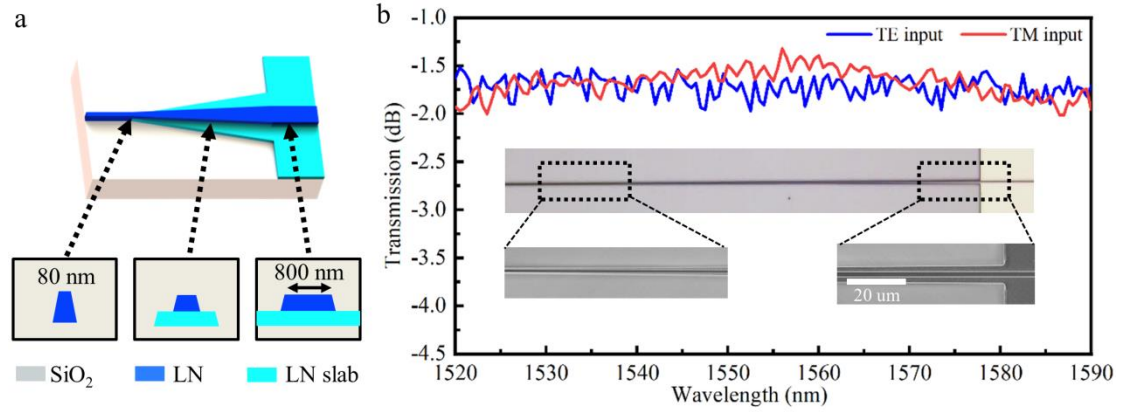 a
80 nm
800 nm
SiO2
LN
LN slab
b
TE input
TM input
Transmission (dB)
-1.0
-1.5
-2.0
-2.5
-3.0
-3.5
-4.0
-4.5
20 um
1520 1530 1540 1550 1560 1570 1580 1590
Wavelength (nm)